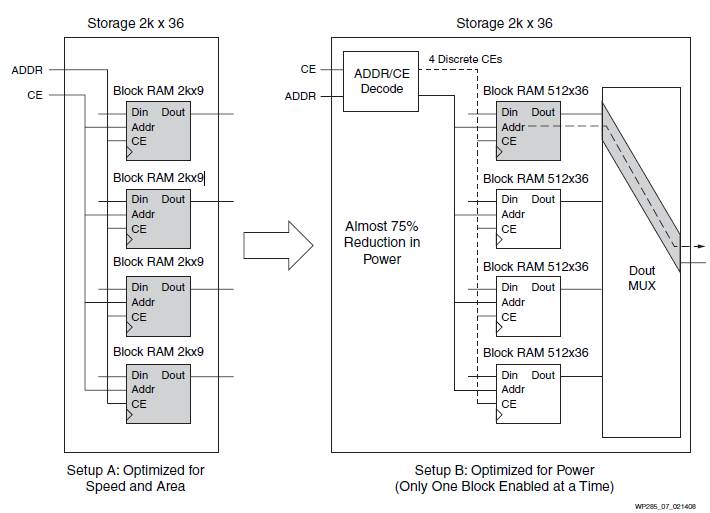 Storage 2k x 36
ADDR
CE
Block RAM 2kx9
Din Dout
Addr
CE
Block RAM 2kx9
Din Dout
Addr
CE
Block RAM 2kx9
Din Dout
Addr
CE
Block RAM 2kx9
Din Dout
Addr
CE
Setup A: Optimized for
Speed and Area
Almost 75%
Reduction in
Power
Storage 2k x 36
CE
ADDR
ADDR/CE
Decode
4 Discrete CEs
Block RAM 512x36
Din Dout
Addr
CE
Block RAM 512x36
Din Dout
Addr
CE
Block RAM 512x36
Din Dout
Addr
CE
Block RAM 512x36
Din Dout
Addr
CE
Dout
MUX
Setup B: Optimized for Power
(Only One Block Enabled at a Time)
WP285_07_021408